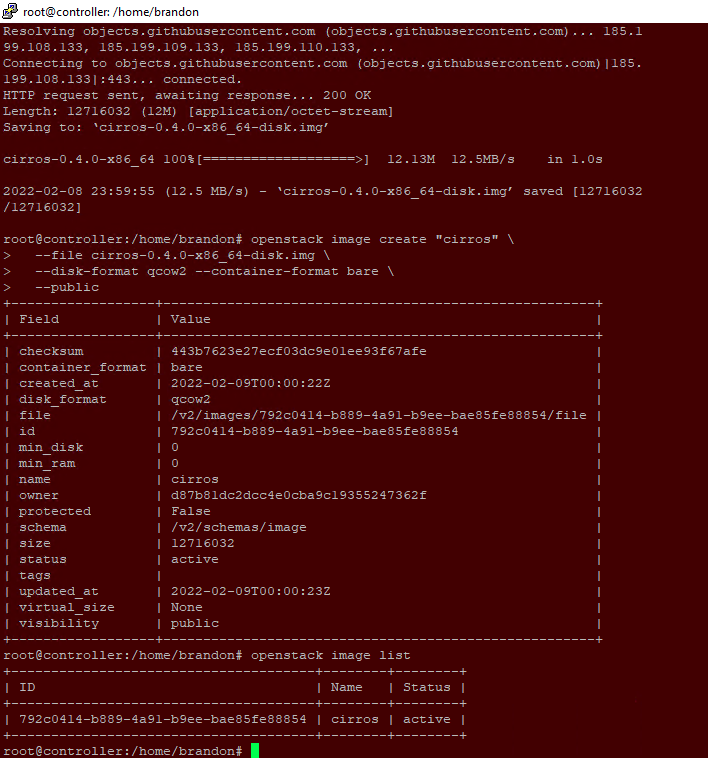 root@controller: /home/brandon
Resolving objects.githubusercontent.com (objects.githubusercontent.com)... 185.1
99.108.133, 185.199.109.133, 185.199.110.133, ...
Connecting to objects.githubusercontent.com (objects.githubusercontent.com)|185.
199.108.133|:443... connected.
HTTP request sent, awaiting response... 200 OK
Length: 12716032 (12M) [application/octet-stream]
Saving to: ‘cirros-0.4.0-x86_64-disk.img’

cirros-0.4.0-x86_64 100%[===================>]  12.13M  12.5MB/s    in 1.0s

2022-02-08 23:59:55 (12.5 MB/s) - ‘cirros-0.4.0-x86_64-disk.img’ saved [12716032
/12716032]

root@controller:/home/brandon# openstack image create "cirros" \
>   --file cirros-0.4.0-x86_64-disk.img \
>   --disk-format qcow2 --container-format bare \
>   --public
+------------------+------------------------------------------------------+
| Field            | Value                                                |
+------------------+------------------------------------------------------+
| checksum         | 443b7623e27ecf03dc9e01ee93f67afe                     |
| container_format | bare                                                 |
| created_at       | 2022-02-09T00:00:22Z                                 |
| disk_format      | qcow2                                                |
| file             | /v2/images/792c0414-b889-4a91-b9ee-bae85fe88854/file |
| id               | 792c0414-b889-4a91-b9ee-bae85fe88854                 |
| min_disk         | 0                                                    |
| min_ram          | 0                                                    |
| name             | cirros                                               |
| owner            | d87b81dc2dcc4e0cba9c19355247362f                     |
| protected        | False                                                |
| schema           | /v2/schemas/image                                    |
| size             | 12716032                                             |
| status           | active                                               |
| tags             |                                                      |
| updated_at       | 2022-02-09T00:00:23Z                                 |
| virtual_size     | None                                                 |
| visibility       | public                                               |
+------------------+------------------------------------------------------+
root@controller:/home/brandon# openstack image list
+--------------------------------------+--------+--------+
| ID                                   | Name   | Status |
+--------------------------------------+--------+--------+
| 792c0414-b889-4a91-b9ee-bae85fe88854 | cirros | active |
+--------------------------------------+--------+--------+
root@controller:/home/brandon#